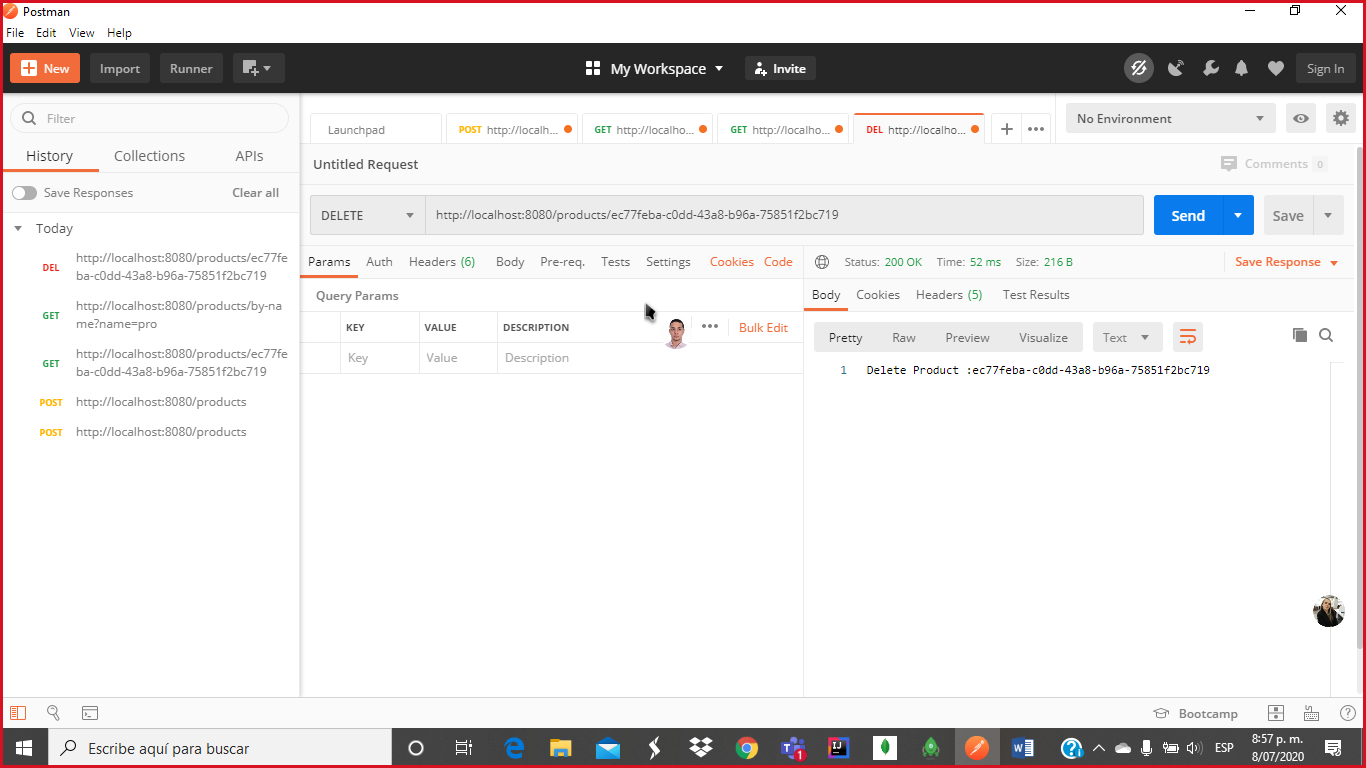 Postman
File Edit View Help
New Import Runner My Workspace Invite Sign In
Filter
History Collections APIs
Save Responses Clear all
Today
DEL http://localhost:8080/products/ec77fe
ba-c0dd-43a8-b96a-75851f2bc719
GET http://localhost:8080/products/by-na
me?name=pro
GET http://localhost:8080/products/ec77fe
ba-c0dd-43a8-b96a-75851f2bc719
POST http://localhost:8080/products
POST http://localhost:8080/products
Launchpad POST http://localh... GET http://localho... GET http://localho... DEL http://localho... No Environment
Untitled Request Comments 0
DELETE http://localhost:8080/products/ec77feba-c0dd-43a8-b96a-75851f2bc719 Send Save
Params Auth Headers (6) Body Pre-req. Tests Settings Cookies Code
Query Params
KEY VALUE DESCRIPTION Bulk Edit
Key Value Description
Status: 200 OK Time: 52 ms Size: 216 B Save Response
Body Cookies Headers (5) Test Results
Pretty Raw Preview Visualize Text
1 Delete Product :ec77feba-c0dd-43a8-b96a-75851f2bc719
Bootcamp
Escribe aquí para buscar
1
ESP
8:57 p. m.
8/07/2020